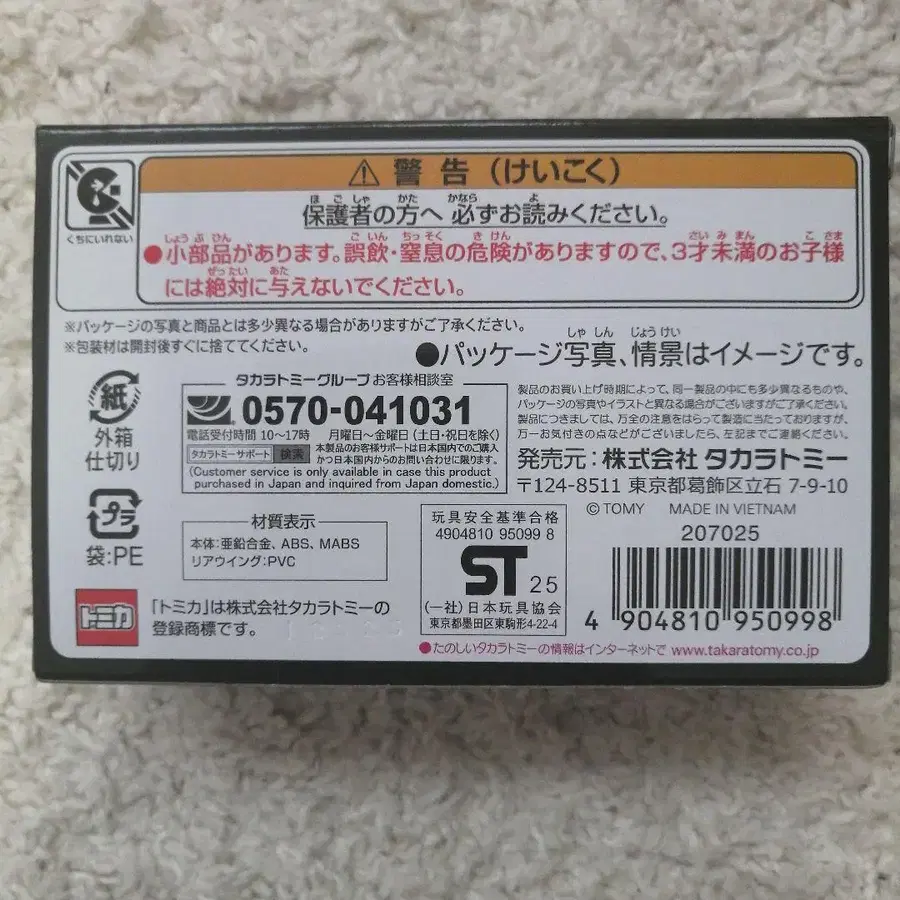 警告（けいこく）
くちにいれない
保護者の方へ 必ずお読みください。
●小部品があります。誤飲・窒息の危険がありますので、3才未満のお子様
には絶対に与えないでください。
※パッケージの写真と商品とは多少異なる場合がありますがご了承ください。
※包装材は開封後すぐに捨ててください。
●パッケージ写真、情景はイメージです。
紙
外箱
仕切り
プラ
袋:PE
タカラトミーグループ お客様相談室
0570-041031
電話受付時間 10〜17時 月曜日〜金曜日 (土日・祝日を除く)
タカラトミーサポート 検索
本製品のお客様サポートは日本国内でのご購入
かつ日本国内からのお問い合わせに限ります。
(Customer service is only available in case this product
purchased in Japan and inquired from Japan domestic.)
製品のお買い上げ時期によって、同一製品の中にも多少異なるものや、
パッケージの写真やイラストと異なる場合がございますがご了承ください。
製品につきましては、万全の注意をはらって製造に当たっておりますが、
万一お気付きの点などがございましたら、左記までご連絡ください。
発売元：株式会社 タカラトミー
〒124-8511 東京都葛飾区立石 7-9-10
© TOMY MADE IN VIETNAM
207025
材質表示
本体:亜鉛合金、ABS、MABS
リアウイング:PVC
玩具安全基準合格
4904810 95099 8
ST 25
(一社)日本玩具協会
東京都墨田区東駒形4-22-4
4 904810 950998
トミカ
「トミカ」は株式会社タカラトミーの
登録商標です。
●たのしいタカラトミーの情報はインターネットで www.takaratomy.co.jp